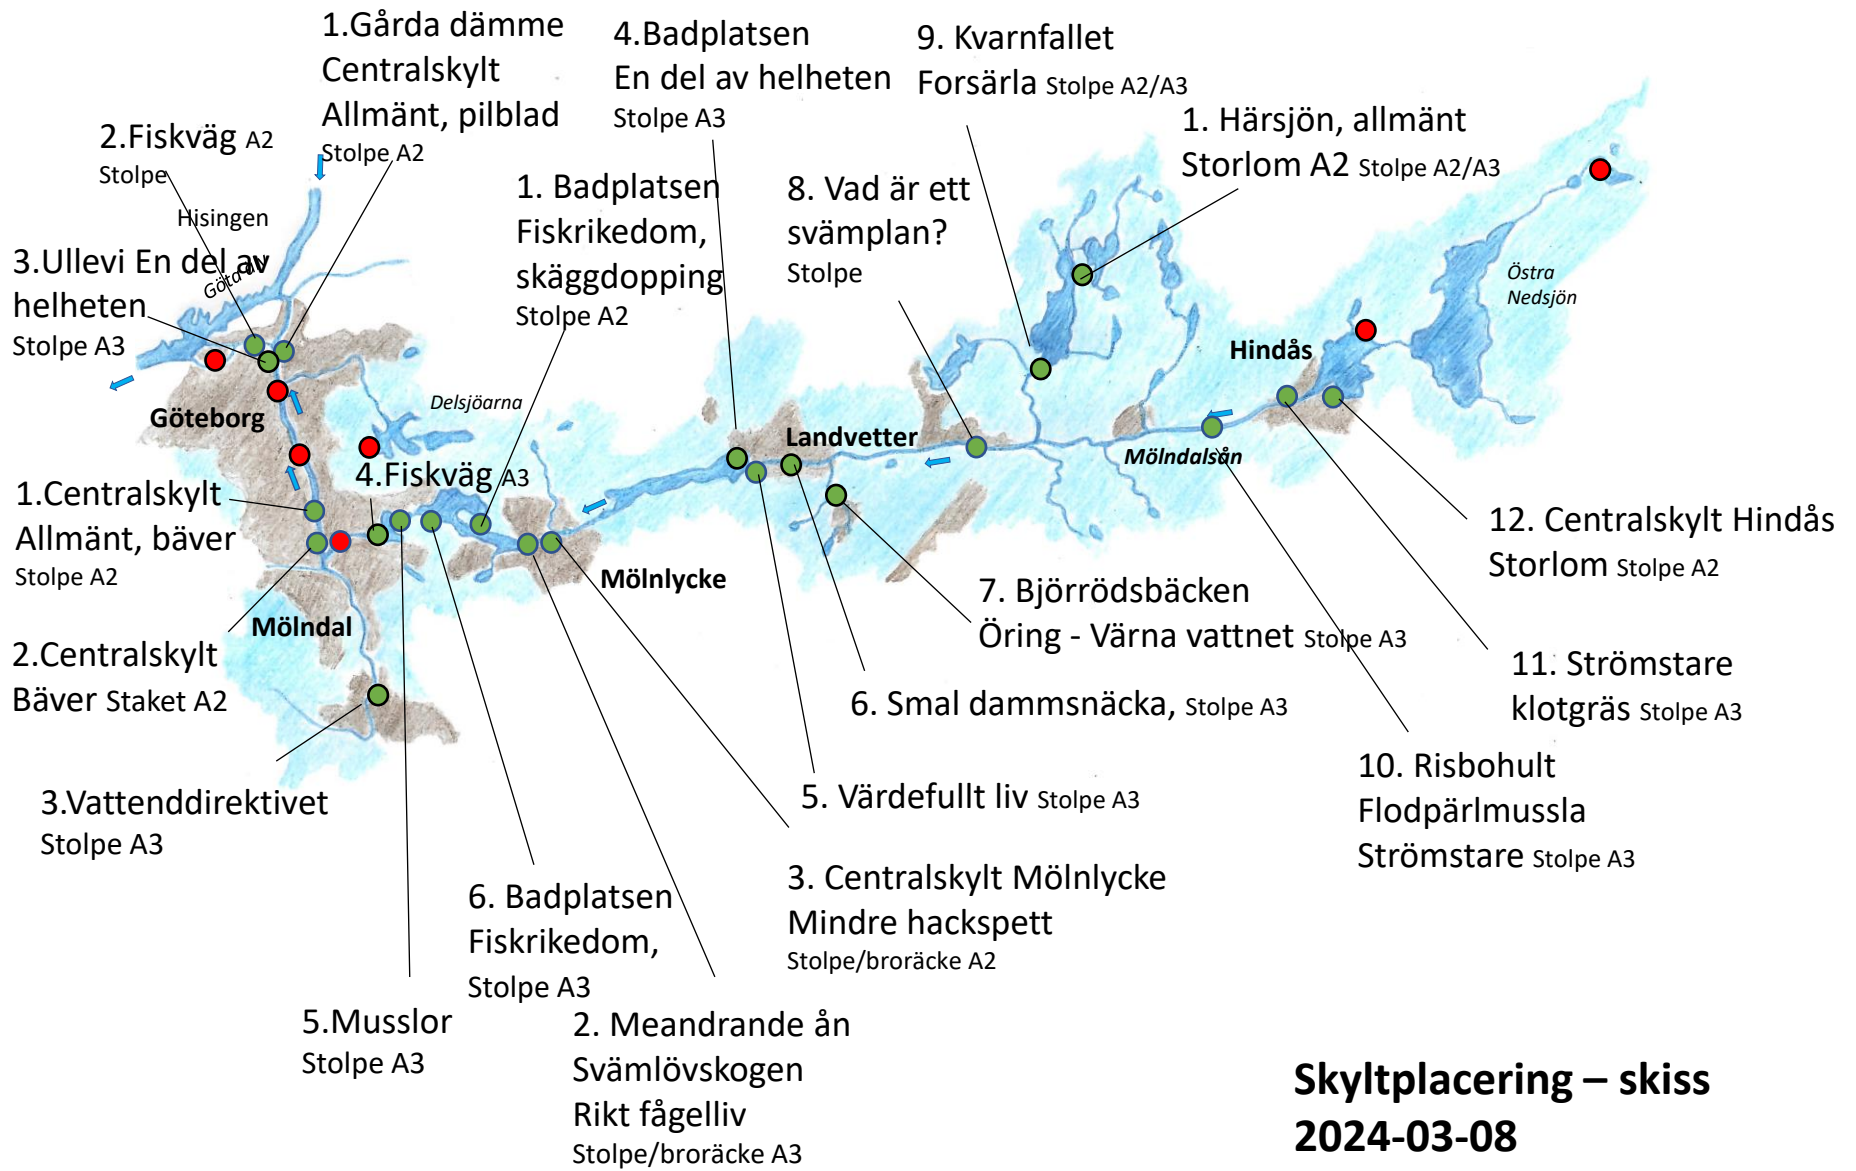 1.Gårda dämme
Centralskylt
Allmänt, pilblad
Stolpe A2
4.Badplatsen
En del av helheten
Stolpe A3
9. Kvarnfallet
Forsärla Stolpe A2/A3
1. Härsjön, allmänt
Storlom A2 Stolpe A2/A3
2.Fiskväg A2
Stolpe
1. Badplatsen
Fiskrikedom,
skäggdopping
Stolpe A2
8. Vad är ett
svämplan?
Stolpe
Hisingen
Göta älv
3.Ullevi En del av
helheten
Stolpe A3
Östra
Nedsjön
Hindås
Göteborg
Delsjöarna
Landvetter
Mölndalsån
4.Fiskväg A3
1.Centralskylt
Allmänt, bäver
Stolpe A2
12. Centralskylt Hindås
Storlom Stolpe A2
Mölnlycke
Mölndal
7. Björrödsbäcken
Öring - Värna vattnet Stolpe A3
2.Centralskylt
Bäver Staket A2
11. Strömstare
klotgräs Stolpe A3
6. Smal dammsnäcka, Stolpe A3
3.Vattenddirektivet
Stolpe A3
5. Värdefullt liv Stolpe A3
10. Risbohult
Flodpärlmussla
Strömstare Stolpe A3
6. Badplatsen
Fiskrikedom,
Stolpe A3
3. Centralskylt Mölnlycke
Mindre hackspett
Stolpe/broräcke A2
5.Musslor
Stolpe A3
2. Meandrande ån
Svämlövskogen
Rikt fågelliv
Stolpe/broräcke A3
Skyltplacering – skiss
2024-03-08